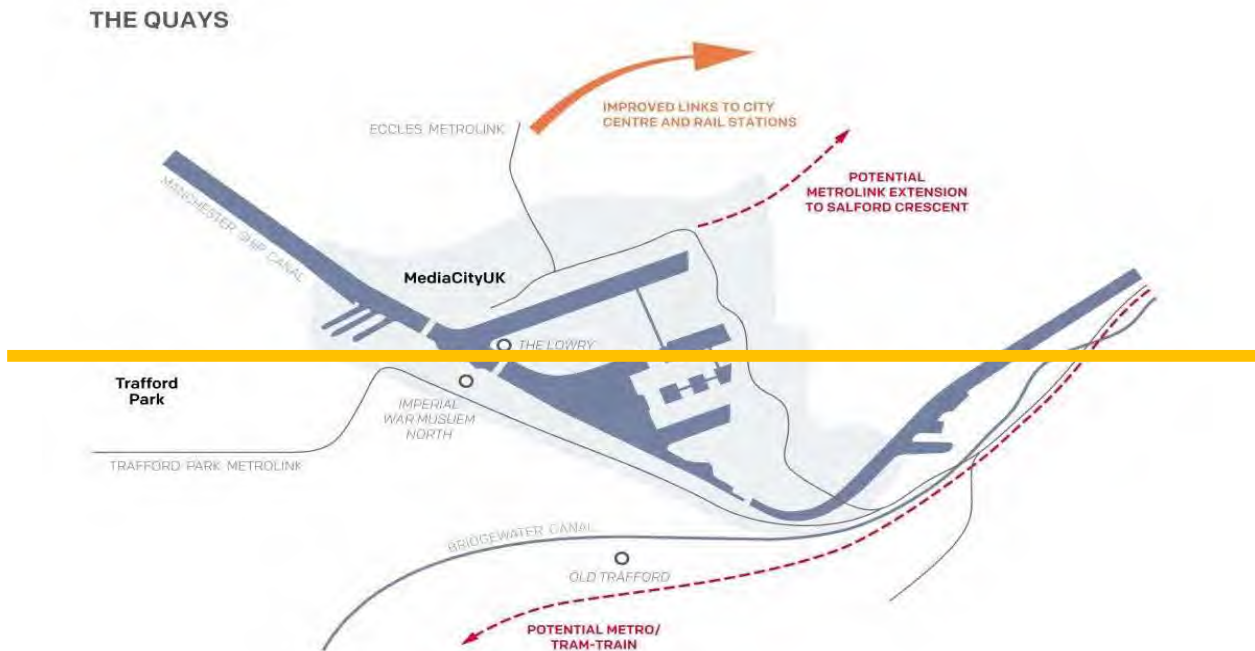 THE QUAYS
IMPROVED LINKS TO CITY
CENTRE AND RAIL STATIONS
ECCLES METROLINK
POTENTIAL
METROLINK EXTENSION
TO SALFORD CRESCENT
MANCHESTER SHIP CANAL
MediaCityUK
THE LOWRY
Trafford
Park
IMPERIAL
WAR MUSUEM
NORTH
TRAFFORD PARK METROLINK
BRIDGEWATER CANAL
OLD TRAFFORD
POTENTIAL METRO/
TRAM-TRAIN